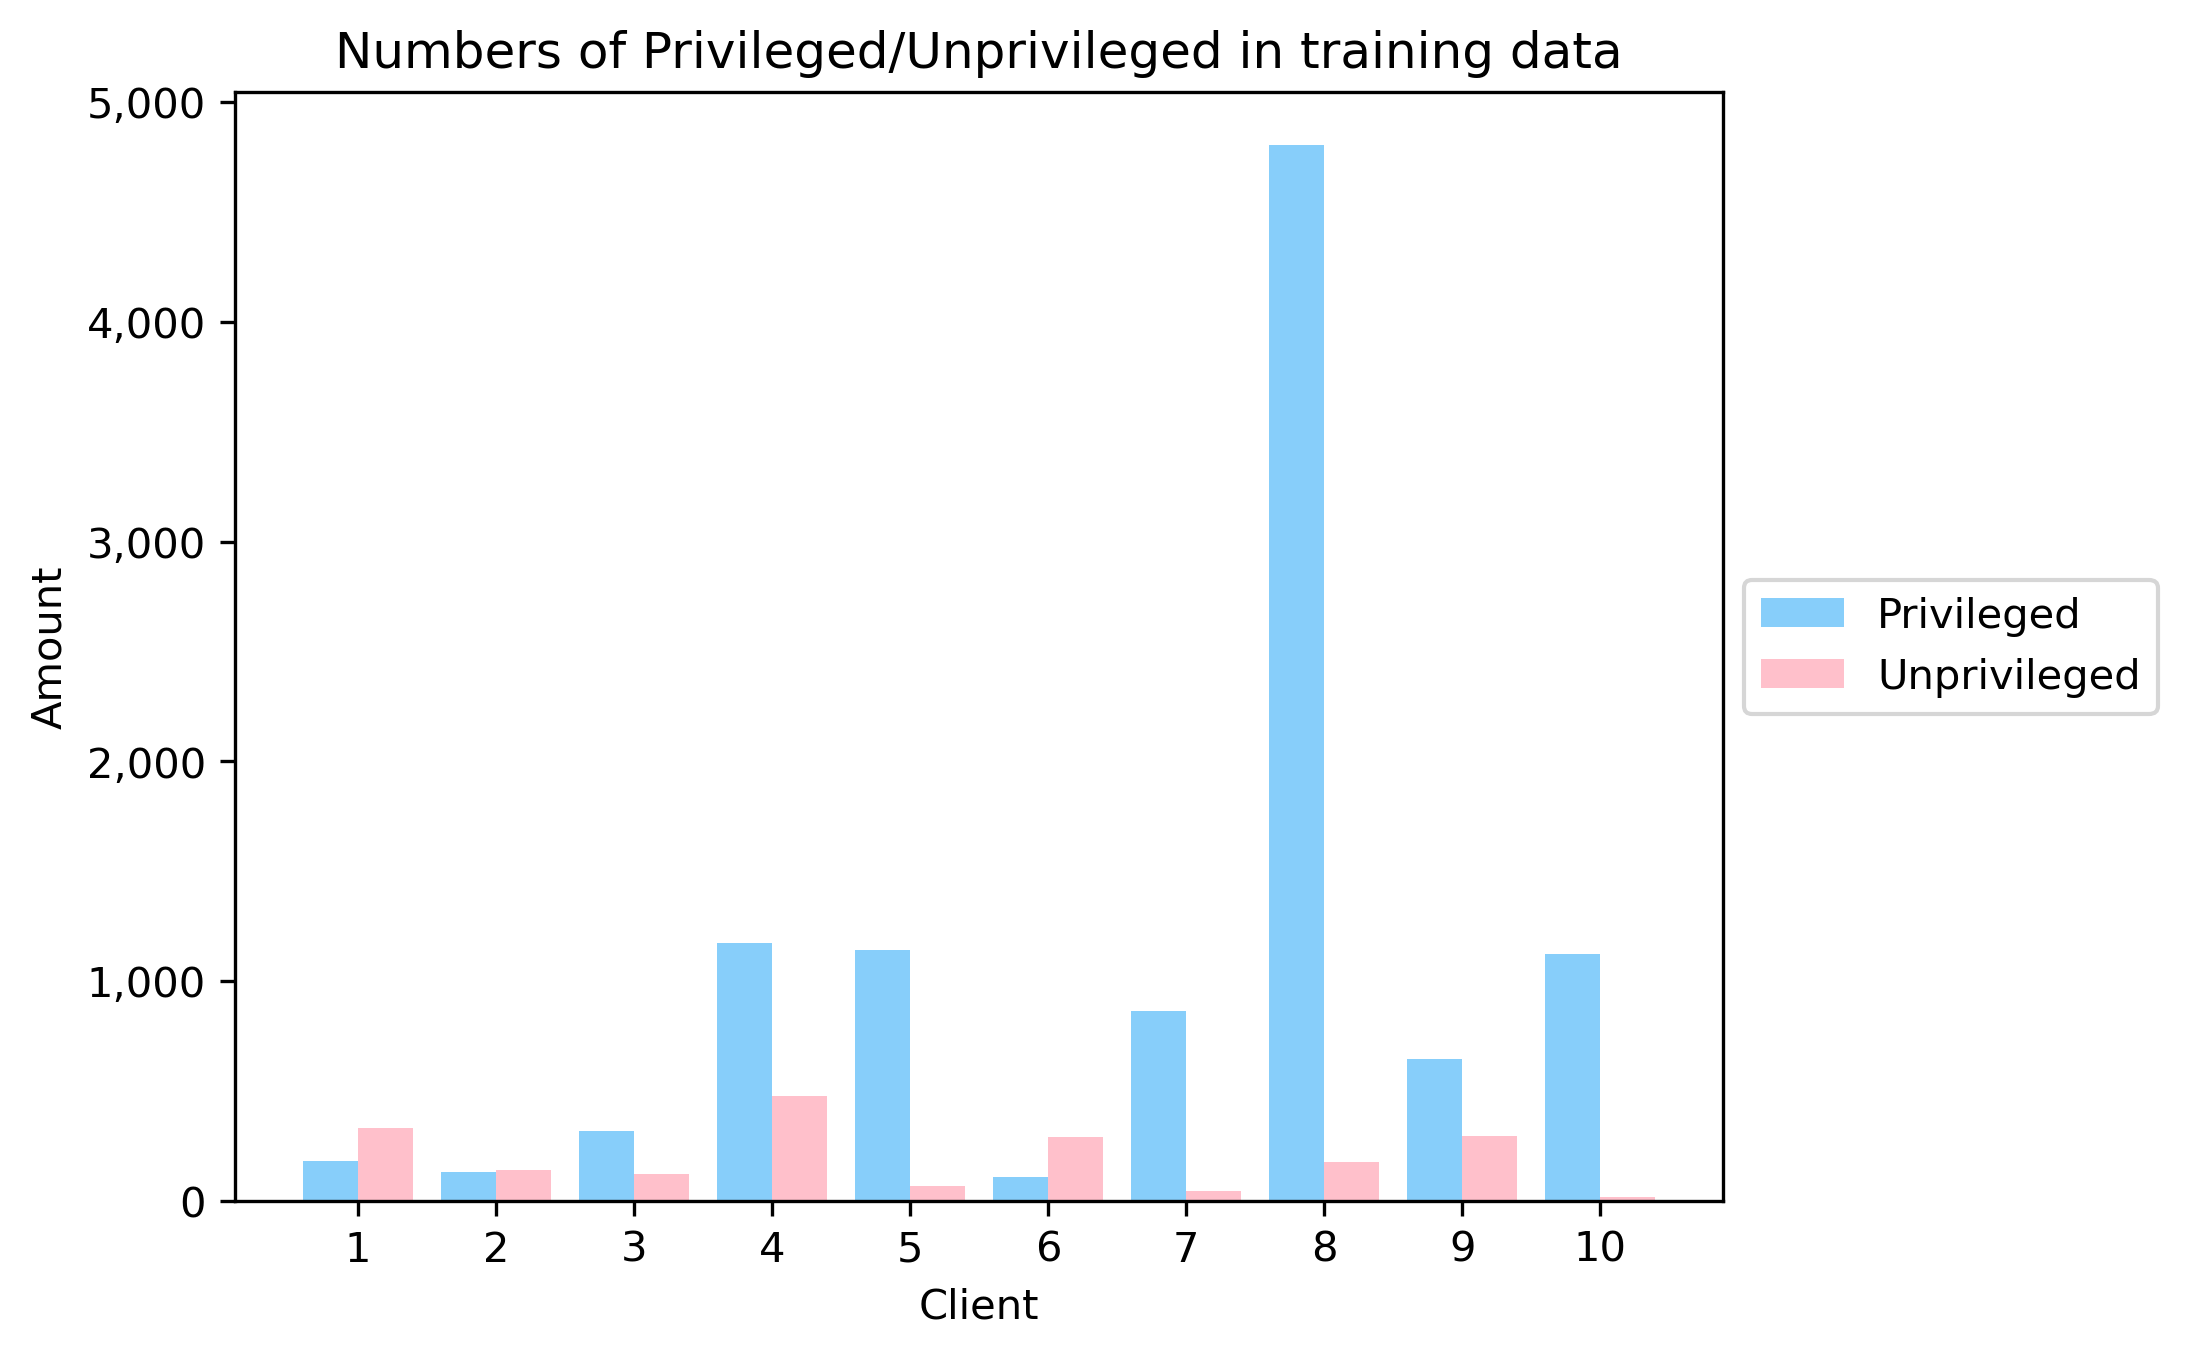 Numbers of Privileged/Unprivileged in training data
5,000
4,000
3,000
2,000
1,000
0
Amount
1 2 3 4 5 6 7 8 9 10
Client
Privileged
Unprivileged